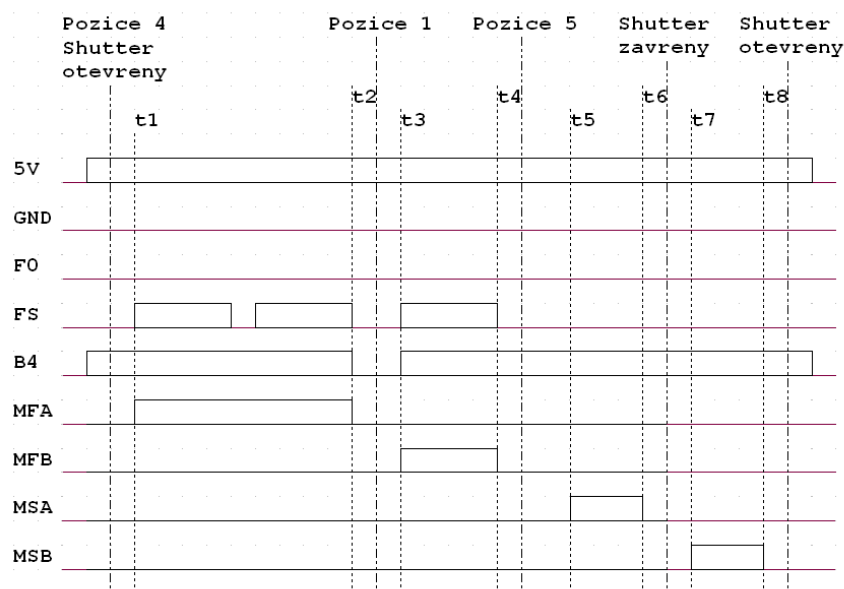 Pozice 4
Shutter
otevreny
Pozice 1
Pozice 5
Shutter
zavreny
Shutter
otevreny
t1
t2
t3
t4
t5
t6
t7
t8
5V
GND
F0
FS
B4
MFA
MFB
MSA
MSB